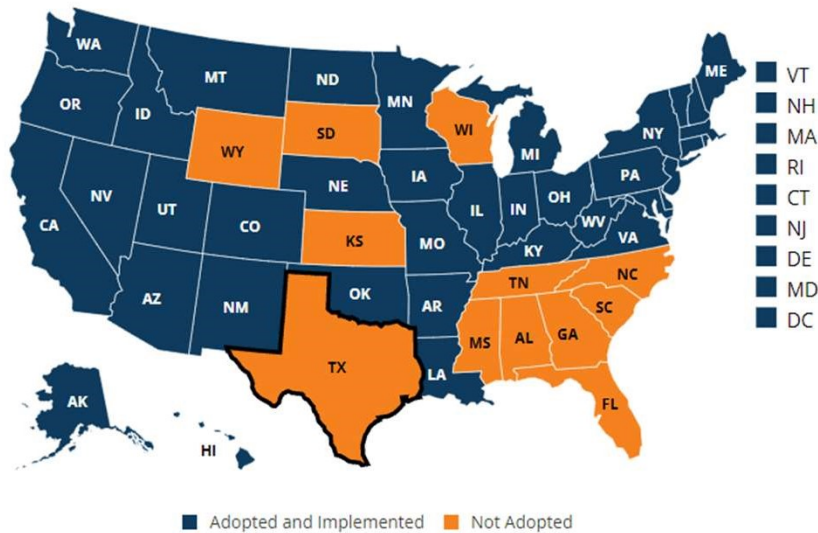 WA
MT
ND
MN
ME
VT
OR
ID
WY
SD
WI
MI
NY
NH
MA
RI
CT
NJ
DE
MD
DC
NV
UT
CO
NE
IA
IL
IN
OH
PA
WV
VA
CA
KS
MO
KY
AZ
NM
OK
AR
TN
NC
SC
TX
LA
MS
AL
GA
FL
AK
HI
Adopted and Implemented
Not Adopted